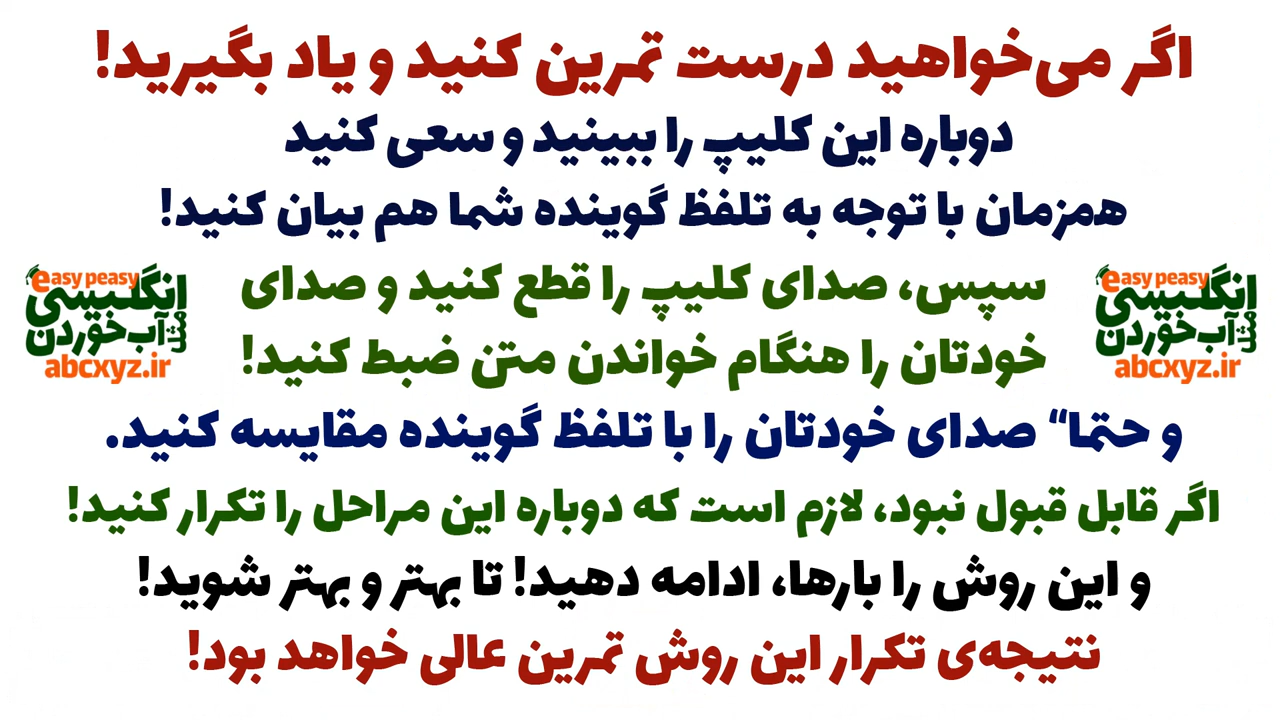 اگر می‌خواهید درست تمرین کنید و یاد بگیرید!
دوباره این کلیپ را ببینید و سعی کنید
همزمان با توجه به تلفظ گوینده شما هم بیان کنید!
easy peasy
انگلیسی
مثل آب خوردن
abcxyz.ir
سپس، صدای کلیپ را قطع کنید و صدای
خودتان را هنگام خواندن متن ضبط کنید!
easy peasy
انگلیسی
مثل آب خوردن
abcxyz.ir
و حتما“ صدای خودتان را با تلفظ گوینده مقایسه کنید.
اگر قابل قبول نبود، لازم است که دوباره این مراحل را تکرار کنید!
و این روش را بارها، ادامه دهید! تا بهتر و بهتر شوید!
نتیجه‌ی تکرار این روش تمرین عالی خواهد بود!